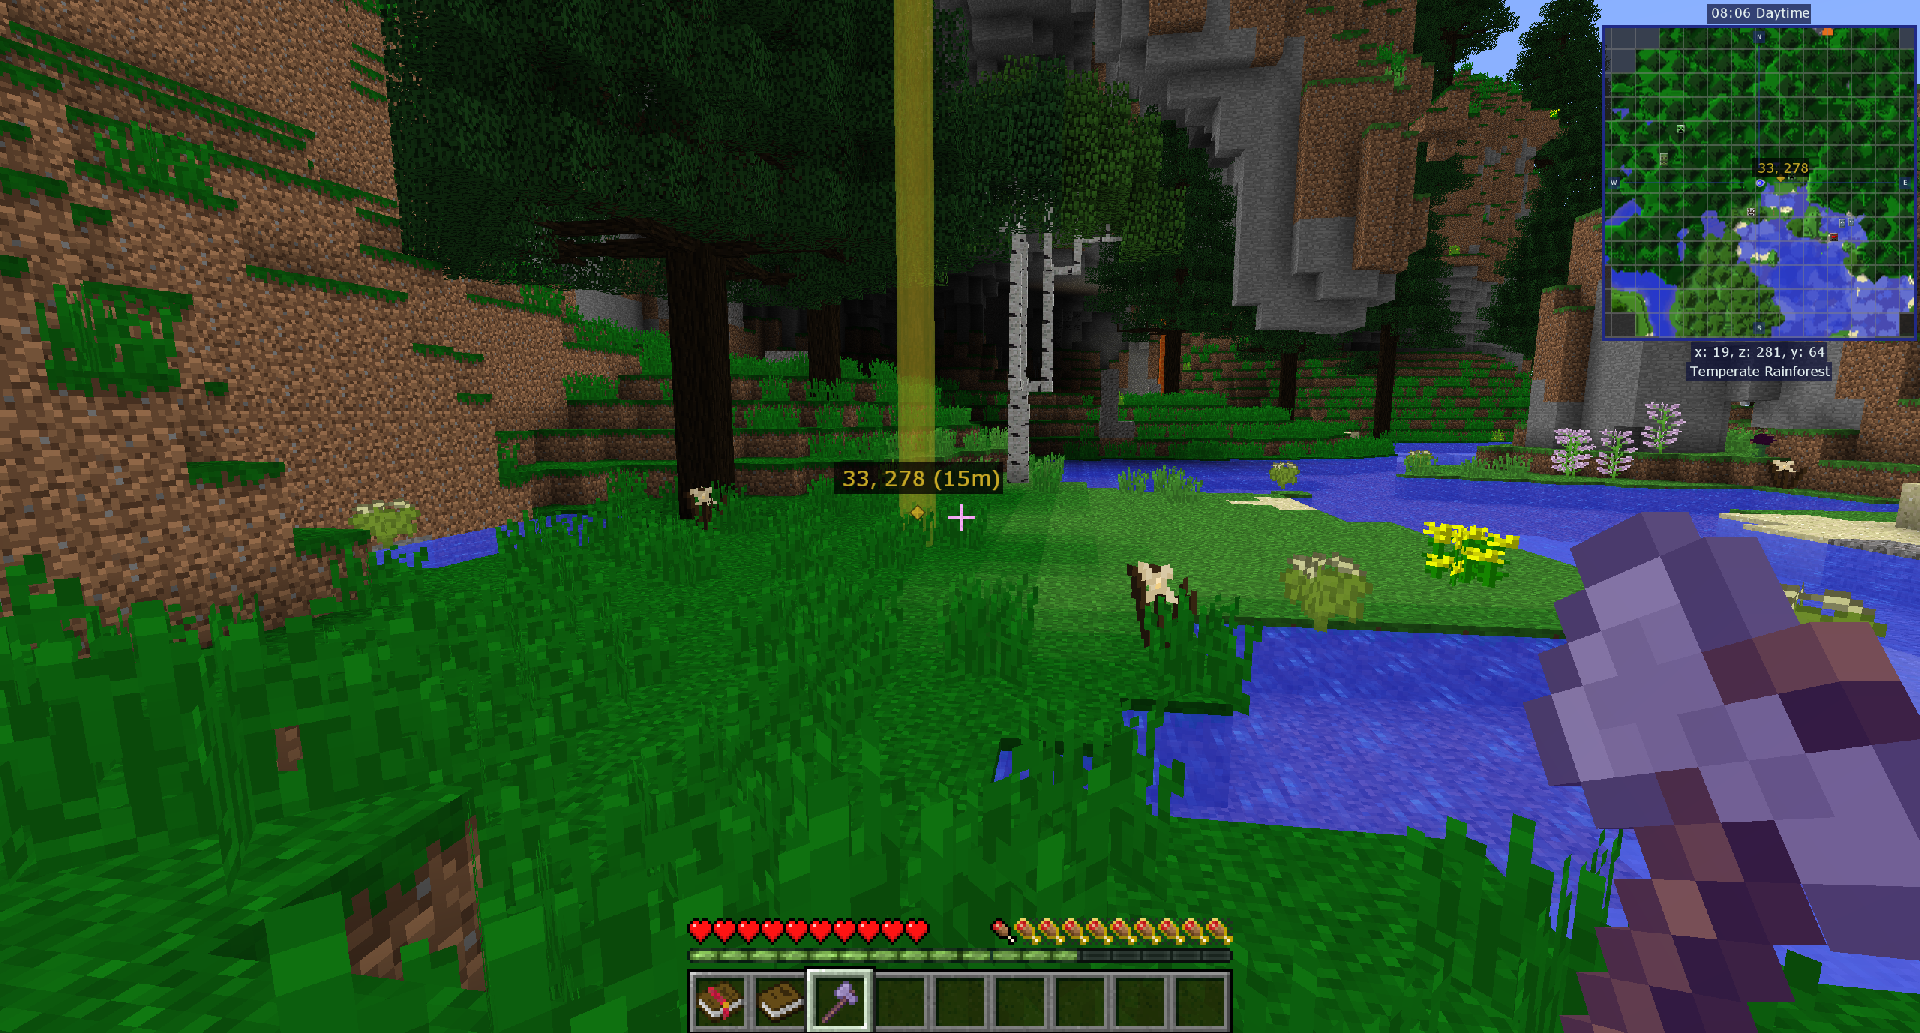 08:06 Daytime
N
33, 278
W
E
S
x: 19, z: 281, y: 64
Temperate Rainforest
33, 278 (15m)